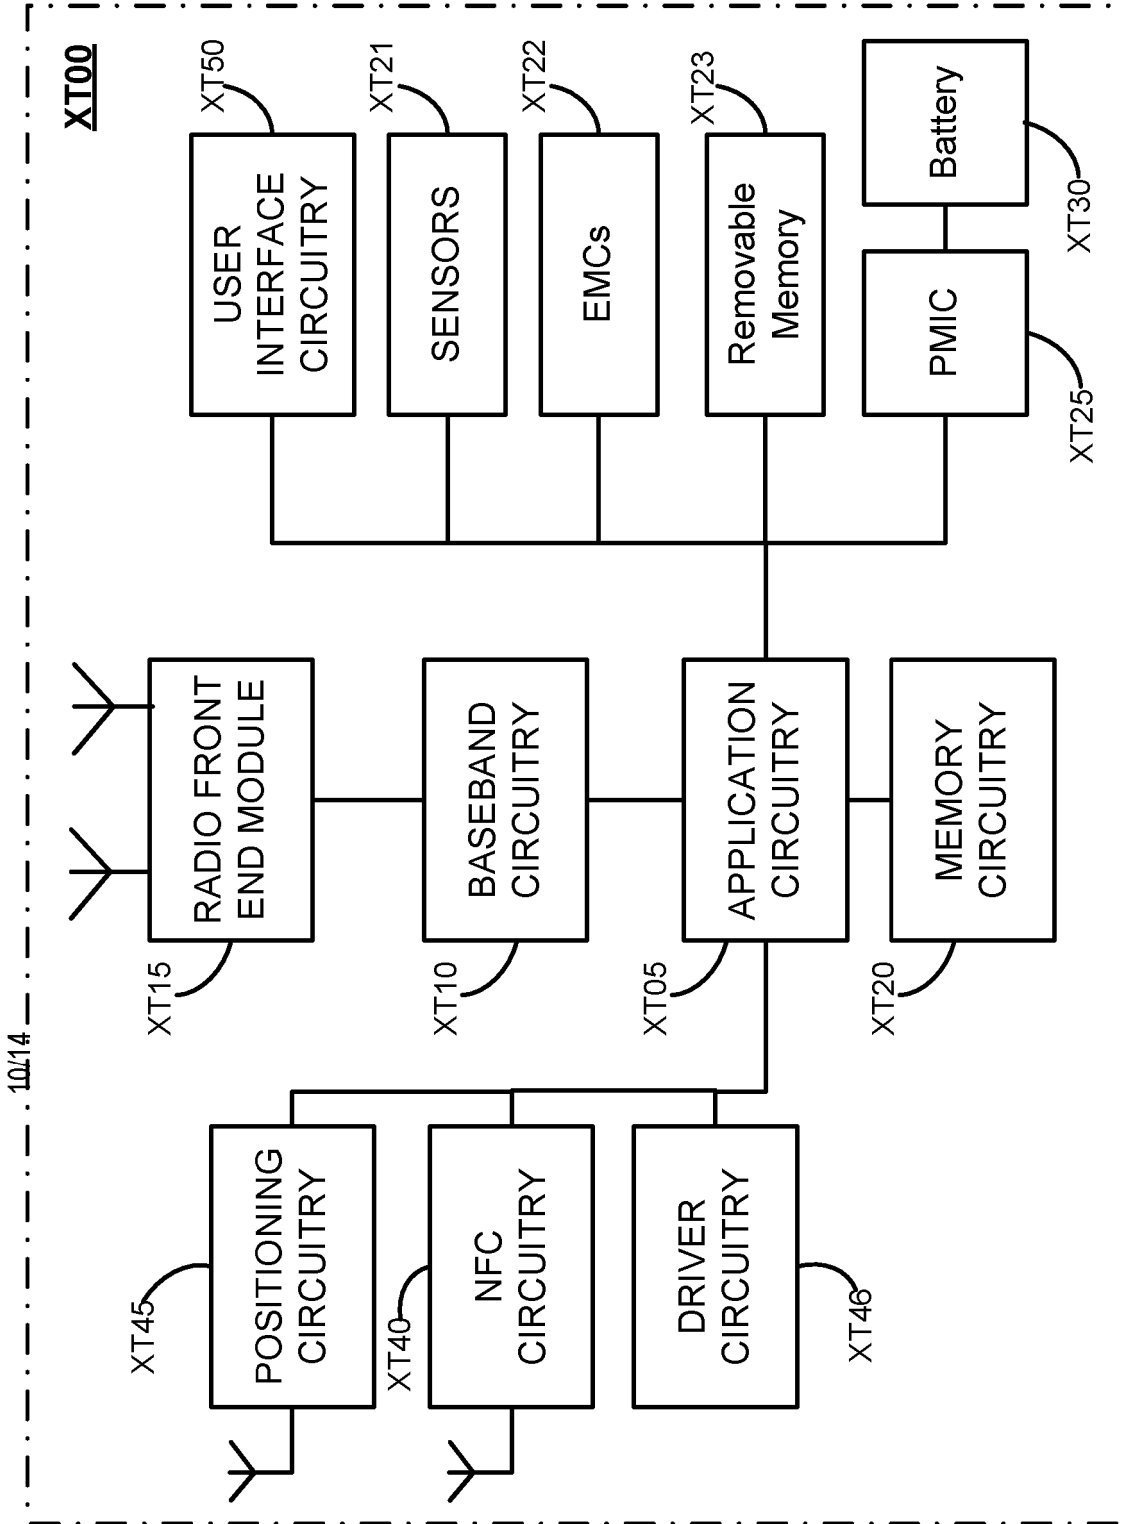 10/14
XT00
XT45
POSITIONING
CIRCUITRY
XT40
NFC
CIRCUITRY
DRIVER
CIRCUITRY
XT46
XT15
RADIO FRONT
END MODULE
XT10
BASEBAND
CIRCUITRY
XT05
APPLICATION
CIRCUITRY
XT20
MEMORY
CIRCUITRY
XT50
USER
INTERFACE
CIRCUITRY
XT21
SENSORS
XT22
EMCs
XT23
Removable
Memory
PMIC
XT25
Battery
XT30